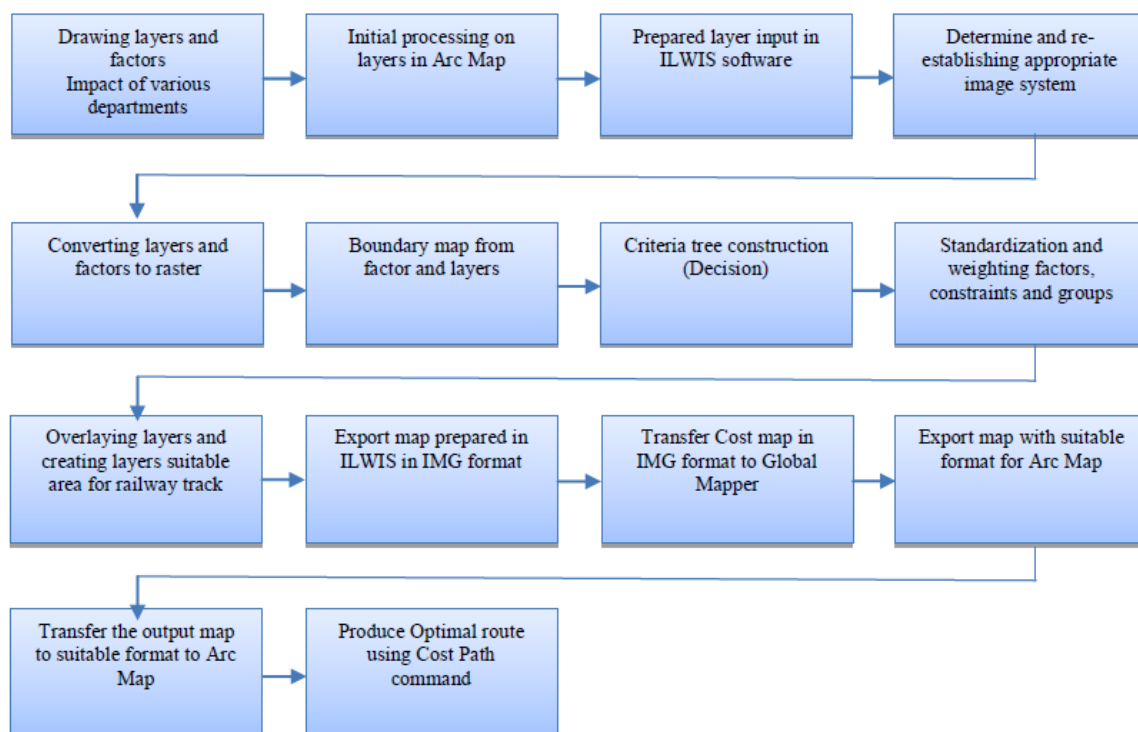 Drawing layers and
factors
Impact of various
departments
Initial processing on
layers in Arc Map
Prepared layer input in
ILWIS software
Determine and re-
establishing appropriate
image system
Converting layers and
factors to raster
Boundary map from
factor and layers
Criteria tree construction
(Decision)
Standardization and
weighting factors,
constraints and groups
Overlaying layers and
creating layers suitable
area for railway track
Export map prepared in
ILWIS in IMG format
Transfer Cost map in
IMG format to Global
Mapper
Export map with suitable
format for Arc Map
Transfer the output map
to suitable format to Arc
Map
Produce Optimal route
using Cost Path
command